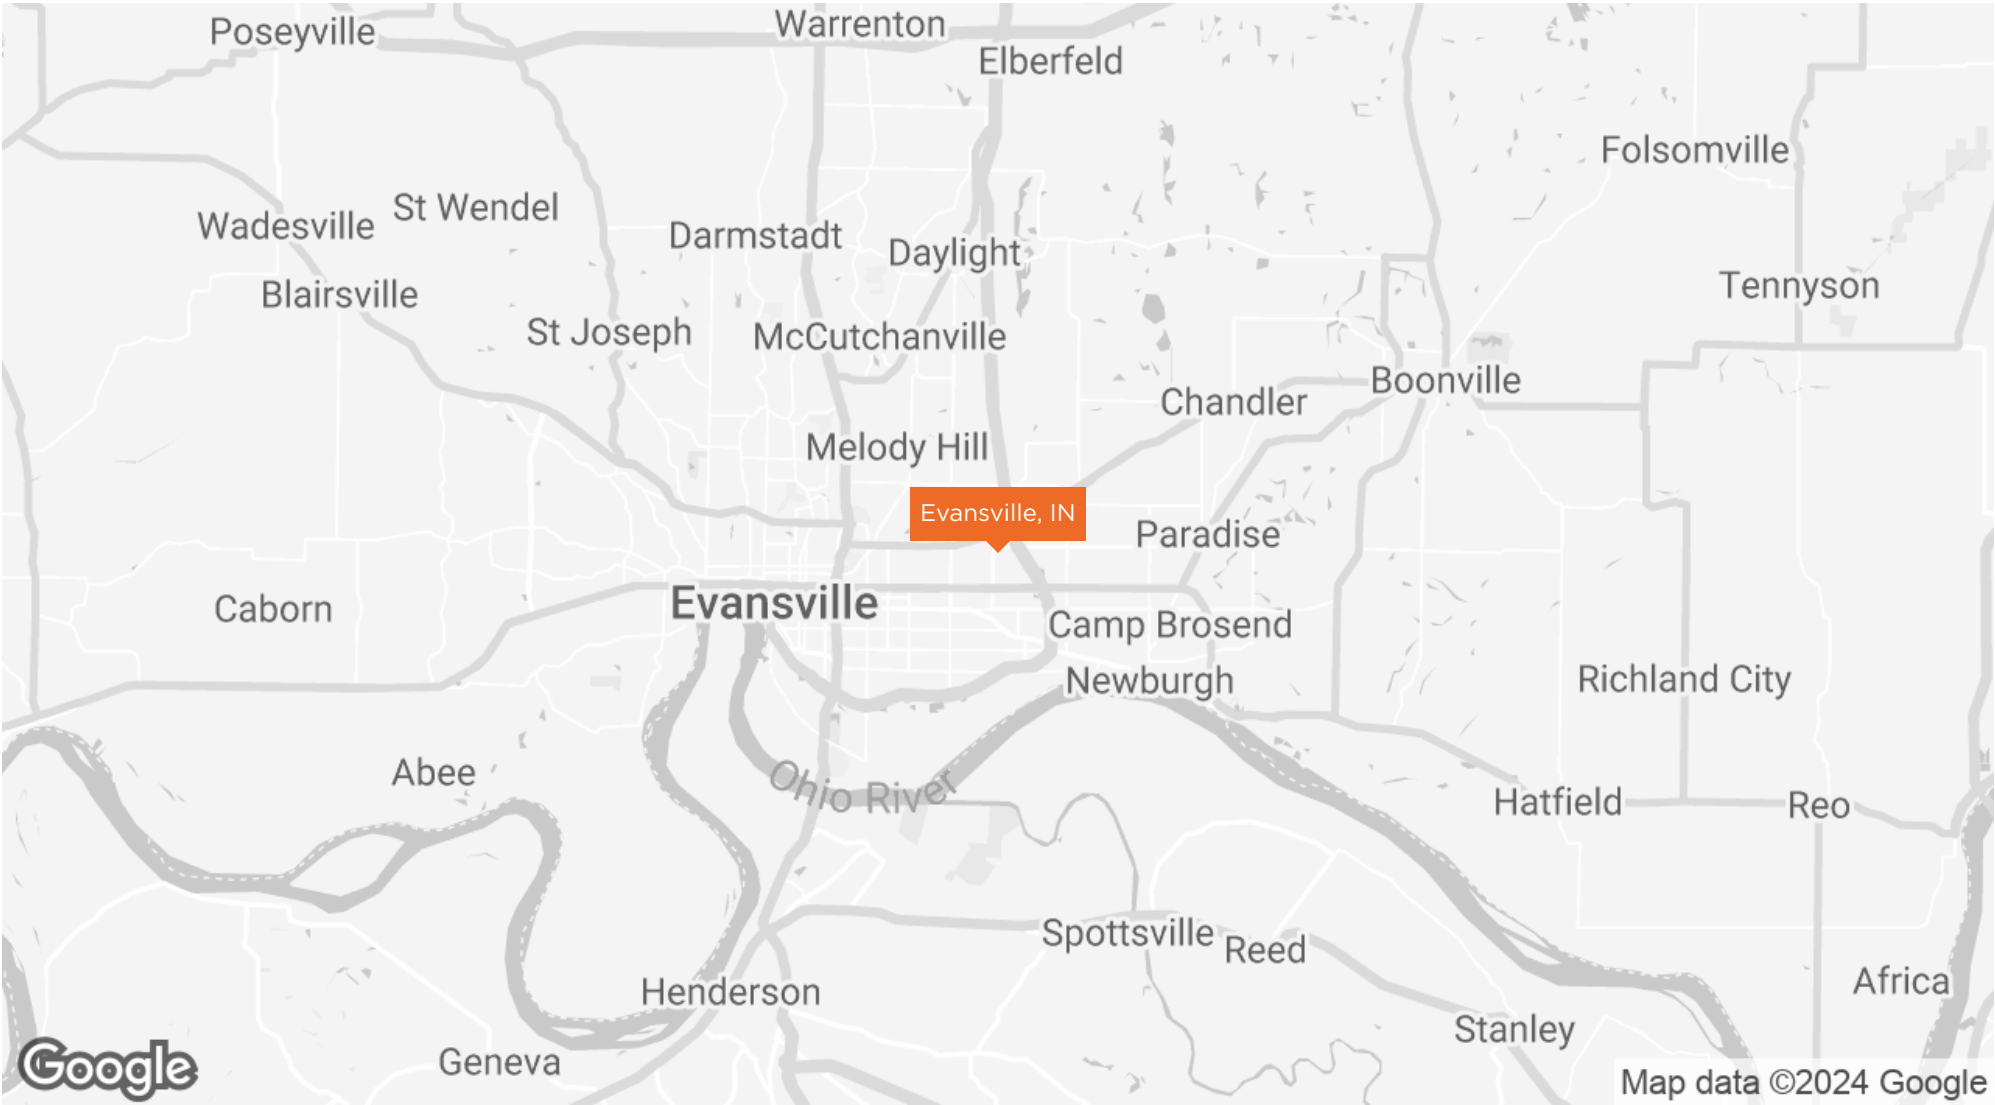 Poseyville
Warrenton
Elberfeld
Folsomville
St Wendel
Wadesville
Darmstadt
Daylight
Blairsville
Tennyson
St Joseph
McCutchanville
Boonville
Chandler
Melody Hill
Evansville, IN
Paradise
Evansville
Caborn
Camp Brosend
Newburgh
Richland City
Abee
Ohio River
Hatfield
Reo
Spottsville
Reed
Africa
Henderson
Stanley
Geneva
Google
Map data ©2024 Google